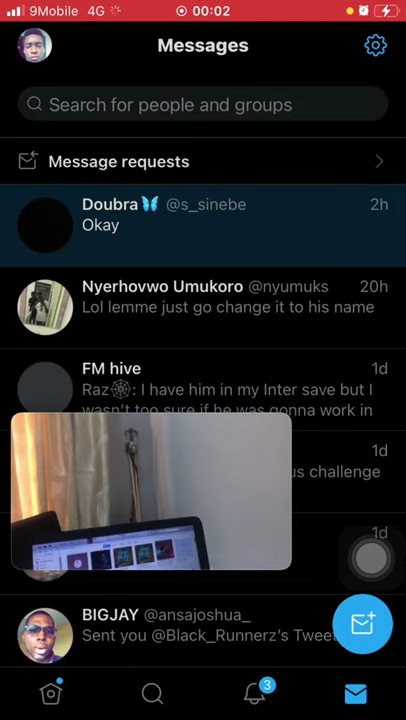 9Mobile 4G 00:02
Messages
Search for people and groups
Message requests
Doubra🦋 @s_sinebe 2h
Okay
Nyerhovwo Umukoro @nyumuks 20h
Lol lemme just go change it to his name
FM hive 1d
Raz🕸: I have him in my Inter save but I
wasn't too sure if he was gonna work in
1d
us challenge
1d
BIGJAY @ansajoshua_
Sent you @Black_Runnerz's Tweet
3